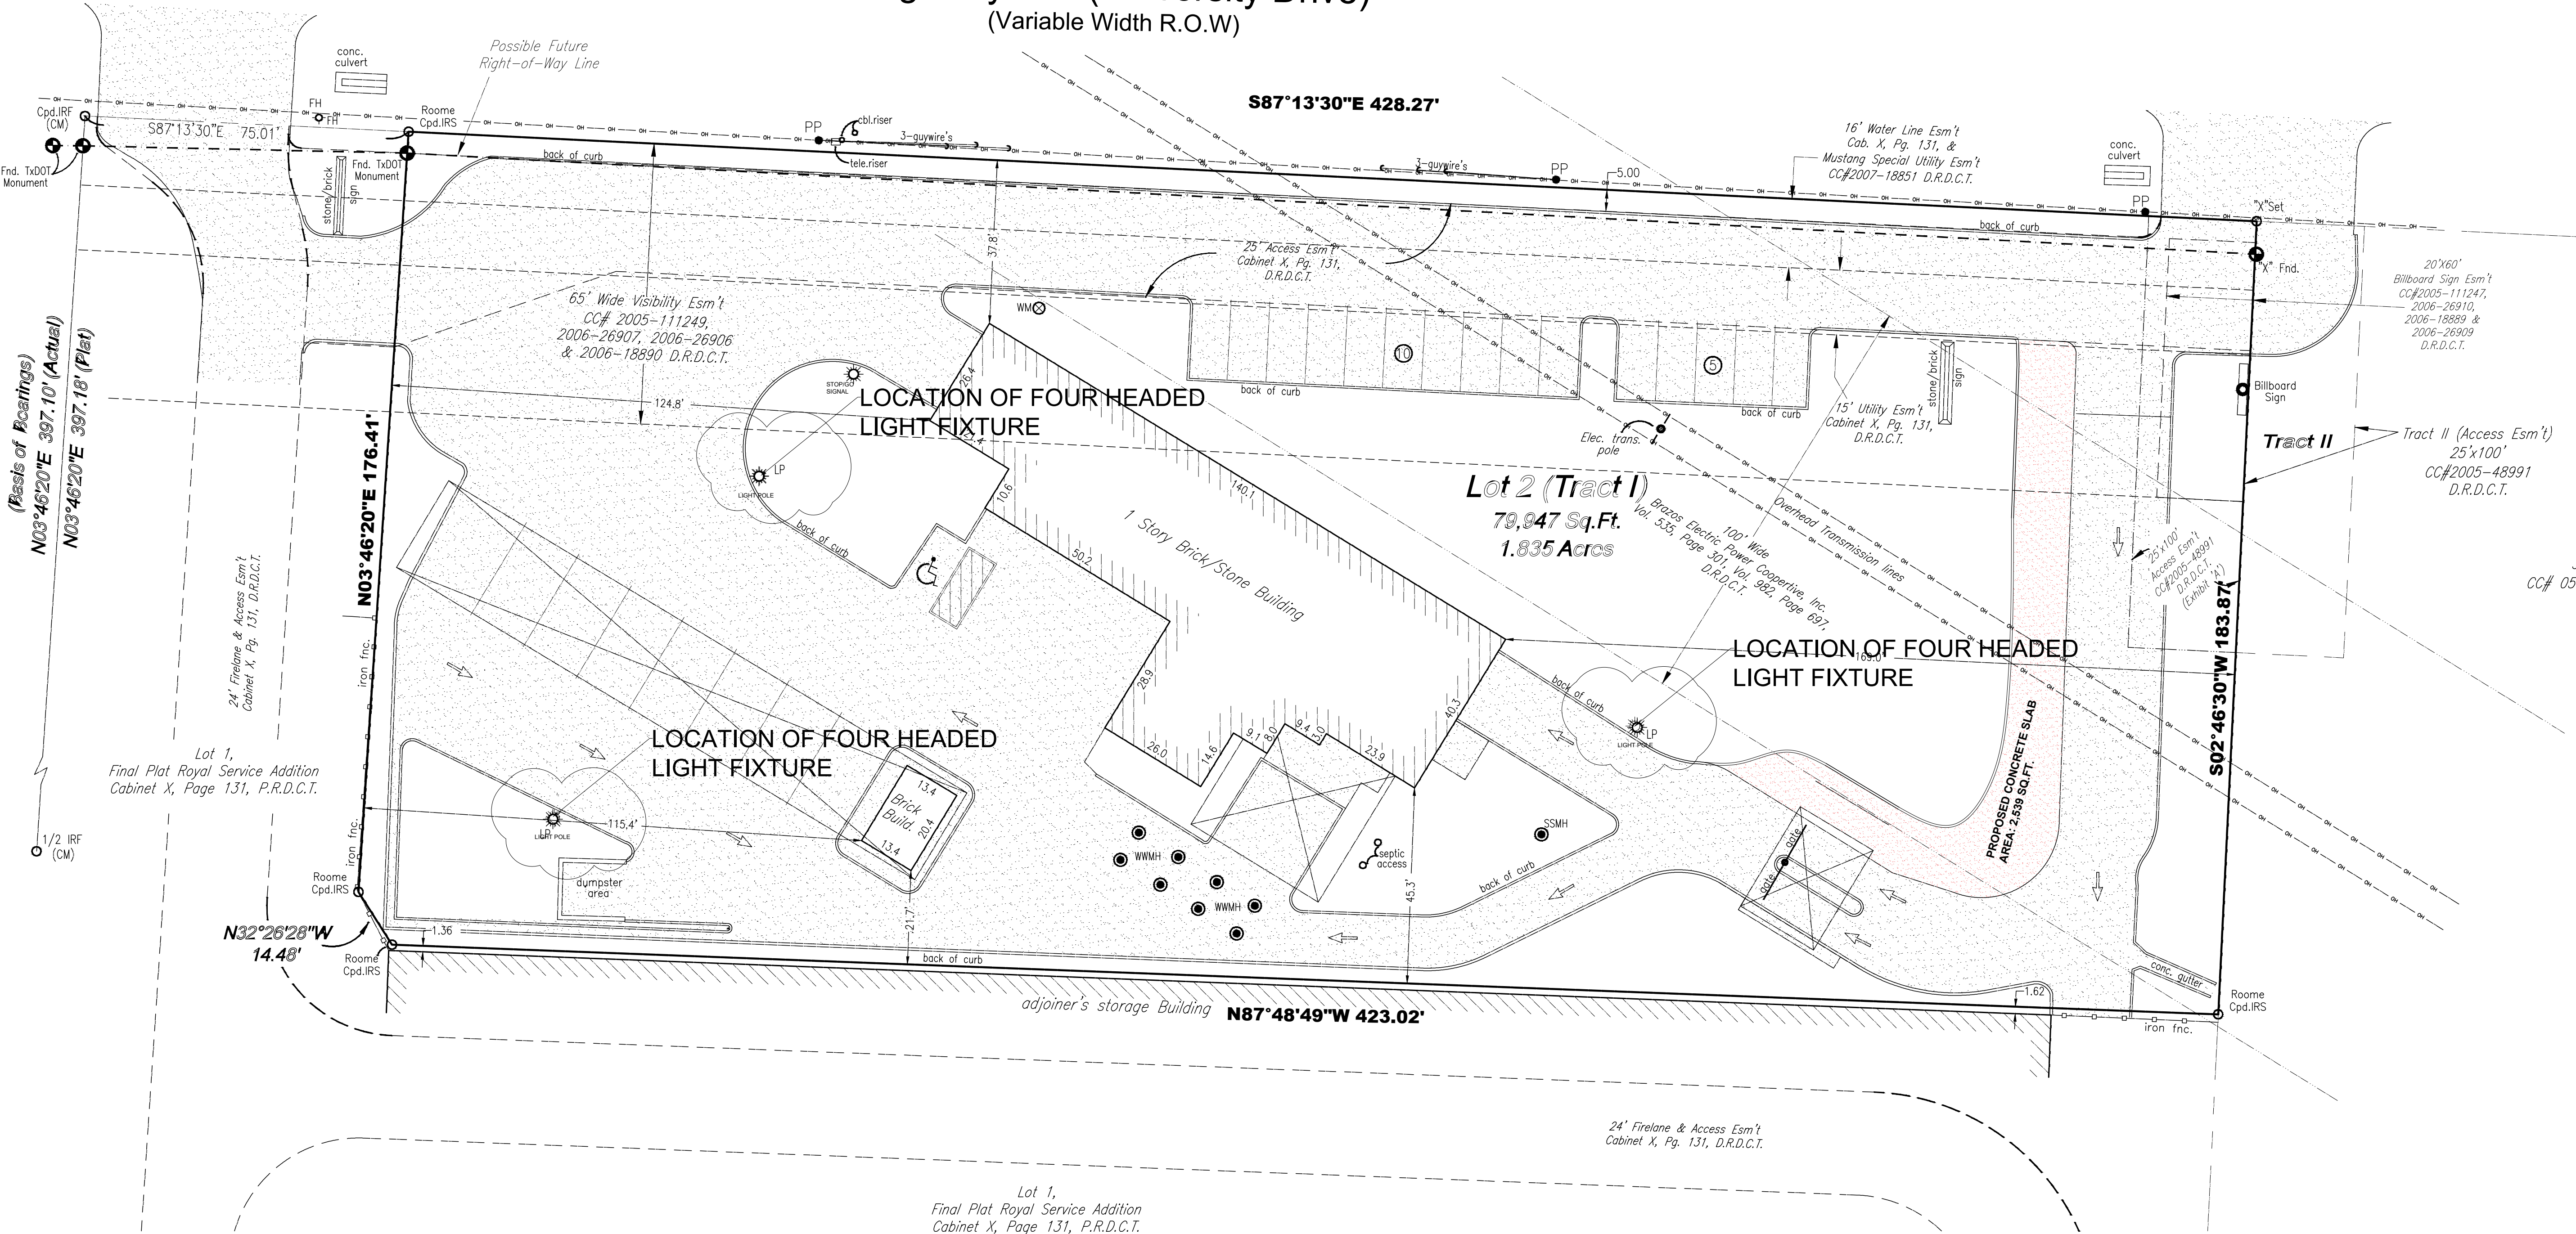 (Variable Width R.O.W)
Possible Future
Right-of-Way Line
conc.
culvert
S87°13'30"E 428.27'
Cpd.IRF
(CM)
FH
FH
S87°13'30"E 75.01'
Roome
Cpd.IRS
PP
cbl.riser
tele.riser
3-guywire's
back of curb
Fnd. TxDOT
Monument
Fnd. TxDOT
Monument
stone/brick
sign
3-guywire's
PP
5.00
16' Water Line Esm't
Cab. X, Pg. 131, &
Mustang Special Utility Esm't
CC#2007-18851 D.R.D.C.T.
conc.
culvert
PP
"X"Set
back of curb
"X" Fnd.
37.8'
25' Access Esm't
Cabinet X, Pg. 131,
D.R.D.C.T.
20'X60'
Billboard Sign Esm't
CC#2005-111247,
2006-26910,
2006-18889 &
2006-26909
D.R.D.C.T.
65' Wide Visibility Esm't
CC# 2005-111249,
2006-26907, 2006-26906
& 2006-18890 D.R.D.C.T.
WM
(Basis of Bearings)
N03°46'20"E 397.10' (Actual)
N03°46'20"E 397.18' (Plat)
10
5
back of curb
back of curb
stone/brick
sign
Billboard
Sign
STOP/GO
SIGNAL
26.4
124.8'
LOCATION OF FOUR HEADED
LIGHT FIXTURE
15' Utility Esm't
Cabinet X, Pg. 131,
D.R.D.C.T.
Elec. trans.
pole
Tract II
Tract II (Access Esm't)
25'x100'
CC#2005-48991
D.R.D.C.T.
LP
LIGHT POLE
back of curb
10.6
140.1
N03°46'20"E 176.41'
Lot 2 (Tract I)
79,947 Sq.Ft.
1.835 Acres
1 Story Brick/Stone Building
100' Wide
Brazos Electric Power Coopertive, Inc.
Vol. 535, Page 301, Vol. 982, Page 697,
D.R.D.C.T.
Overhead Transmission lines
25'x100'
Access Esm't
CC#2005-48991
D.R.D.C.T.
(Exhibit 'A')
CC# 05
50.2
24' Firelane & Access Esm't
Cabinet X, Pg. 131, D.R.D.C.T.
iron fnc.
LOCATION OF FOUR HEADED
LIGHT FIXTURE
169.0'
S02°46'30"W 183.87'
28.9
40.3
back of curb
LP
LIGHT POLE
26.0
14.6
9.1
8.0
9.4
3.0
23.9
LOCATION OF FOUR HEADED
LIGHT FIXTURE
Lot 1,
Final Plat Royal Service Addition
Cabinet X, Page 131, P.R.D.C.T.
PROPOSED CONCRETE SLAB
AREA: 2,539 SQ.FT.
13.4
Brick
Build.
20.4
13.4
115.4'
LP
LIGHT POLE
iron fnc.
1/2 IRF
(CM)
WWMH
WWMH
septic
access
SSMH
back of curb
gate
gate
Roome
Cpd.IRS
dumpster
area
21.7'
45.3'
N32°26'28"W
14.48'
1.36
Roome
Cpd.IRS
back of curb
conc. gutter
1.62
Roome
Cpd.IRS
iron fnc.
adjoiner's storage Building
N87°48'49"W 423.02'
24' Firelane & Access Esm't
Cabinet X, Pg. 131, D.R.D.C.T.
Lot 1,
Final Plat Royal Service Addition
Cabinet X, Page 131, P.R.D.C.T.